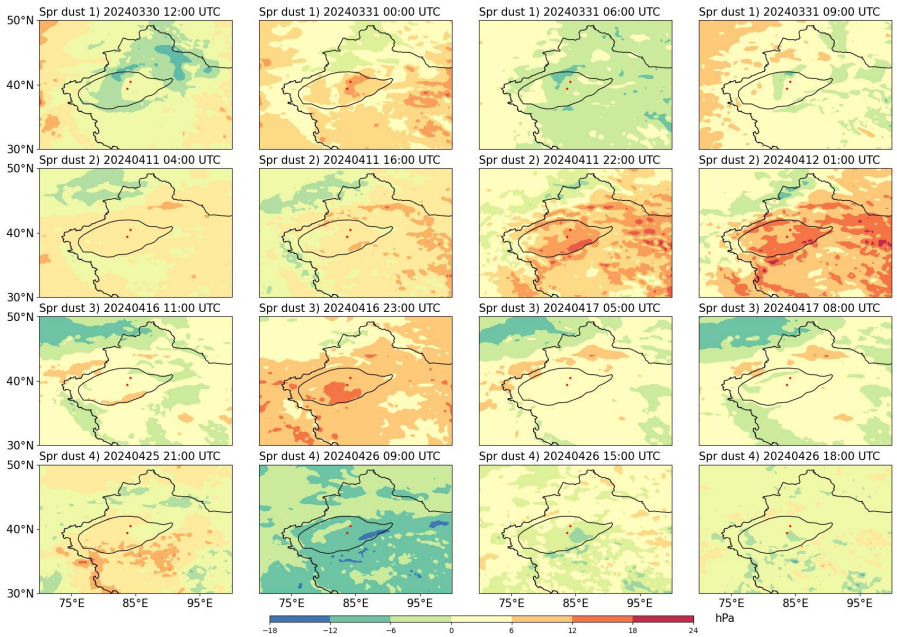 Spr dust 1) 20240330 12:00 UTC
Spr dust 1) 20240331 00:00 UTC
Spr dust 1) 20240331 06:00 UTC
Spr dust 1) 20240331 09:00 UTC
50°N
40°N
30°N
Spr dust 2) 20240411 04:00 UTC
Spr dust 2) 20240411 16:00 UTC
Spr dust 2) 20240411 22:00 UTC
Spr dust 2) 20240412 01:00 UTC
50°N
40°N
30°N
Spr dust 3) 20240416 11:00 UTC
Spr dust 3) 20240416 23:00 UTC
Spr dust 3) 20240417 05:00 UTC
Spr dust 3) 20240417 08:00 UTC
50°N
40°N
30°N
Spr dust 4) 20240425 21:00 UTC
Spr dust 4) 20240426 09:00 UTC
Spr dust 4) 20240426 15:00 UTC
Spr dust 4) 20240426 18:00 UTC
50°N
40°N
30°N
75°E 85°E 95°E
75°E 85°E 95°E
75°E 85°E 95°E
75°E 85°E 95°E
hPa
−18 −12 −6 0 6 12 18 24